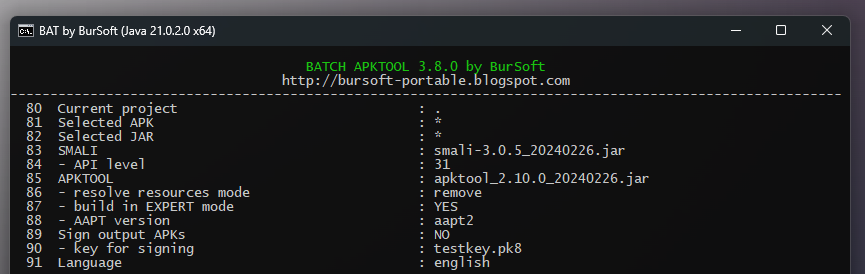 BAT by BurSoft (Java 21.0.2.0 x64)
BATCH APKTOOL 3.8.0 by BurSoft
http://bursoft-portable.blogspot.com
80 Current project : .
81 Selected APK : *
82 Selected JAR : *
83 SMALI : smali-3.0.5_20240226.jar
84 - API level : 31
85 APKTOOL : apktool_2.10.0_20240226.jar
86 - resolve resources mode : remove
87 - build in EXPERT mode : YES
88 - AAPT version : aapt2
89 Sign output APKs : NO
90 - key for signing : testkey.pk8
91 Language : english